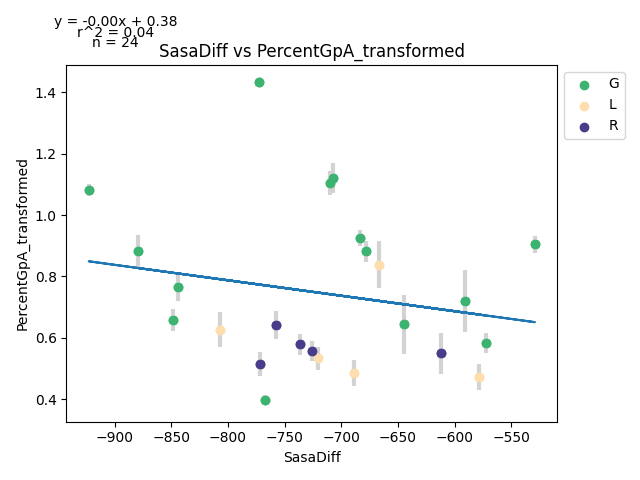 y = -0.00x + 0.38
r^2 = 0.04
n = 24
SasaDiff vs PercentGpA_transformed
G
L
R
PercentGpA_transformed
1.4
1.2
1.0
0.8
0.6
0.4
−900
−850
−800
−750
−700
−650
−600
−550
SasaDiff